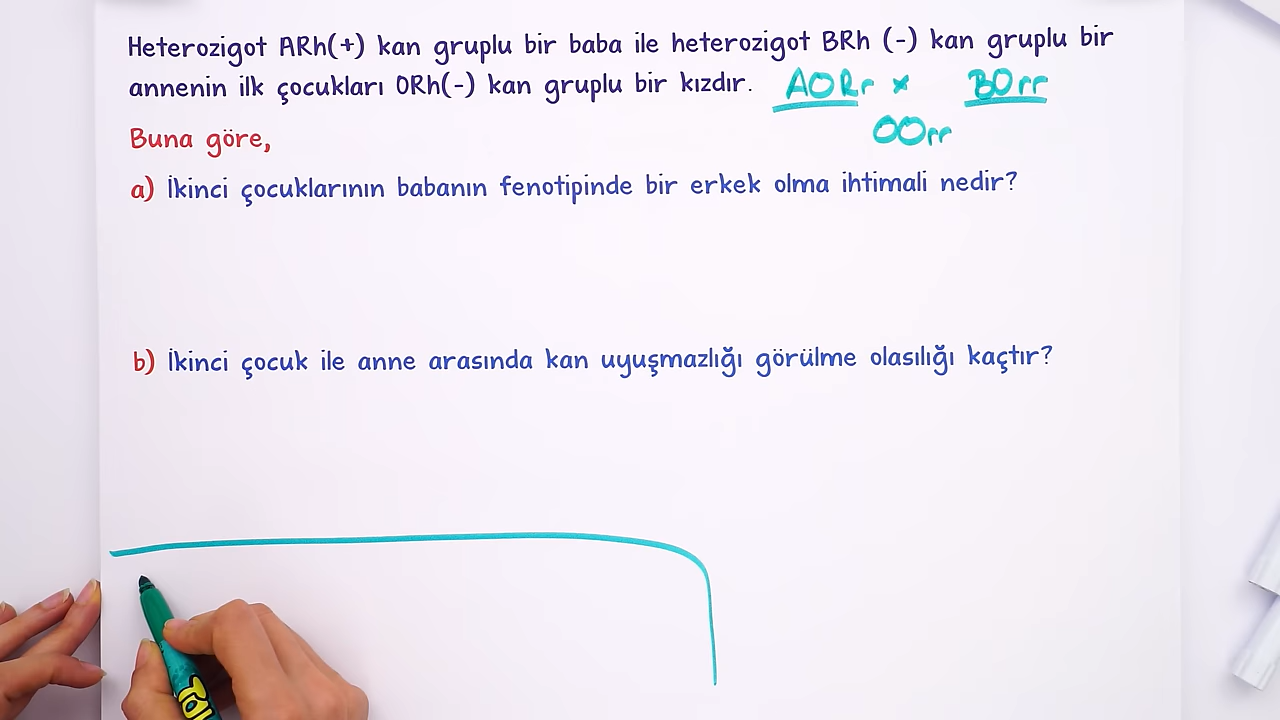 Heterozigot ARh(+) kan gruplu bir baba ile heterozigot BRh (-) kan gruplu bir
annenin ilk çocukları 0Rh(-) kan gruplu bir kızdır. AORr x BOrr
OOrr
Buna göre,
a) İkinci çocuklarının babanın fenotipinde bir erkek olma ihtimali nedir?
b) İkinci çocuk ile anne arasında kan uyuşmazlığı görülme olasılığı kaçtır?